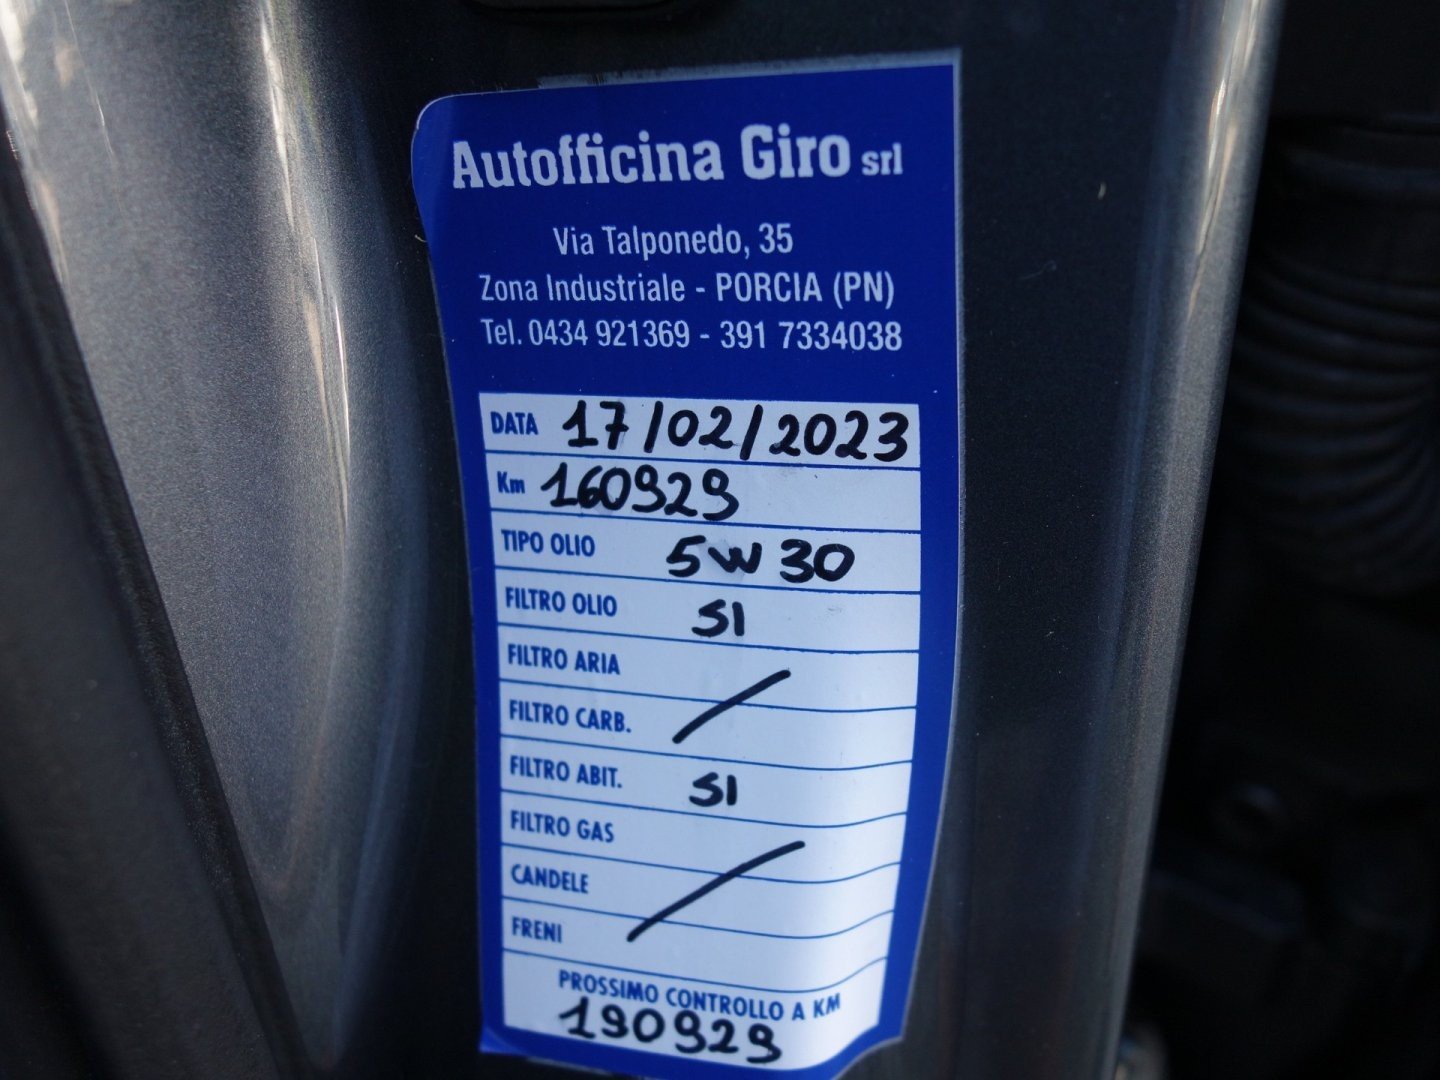 Autofficina Giro srl
Via Talponedo, 35
Zona Industriale - PORCIA (PN)
Tel. 0434 921369 - 391 7334038
DATA 17/02/2023
Km 160929
TIPO OLIO 5W30
FILTRO OLIO SI
FILTRO ARIA
FILTRO CARB.
FILTRO ABIT. SI
FILTRO GAS
CANDELE
FRENI
PROSSIMO CONTROLLO A KM
190929